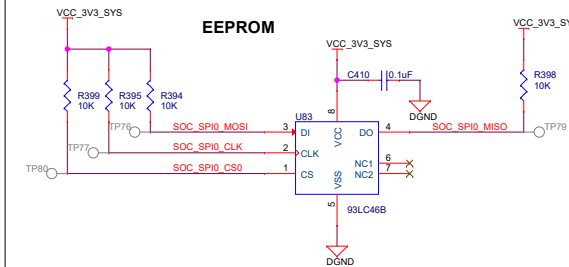 EEPROM
VCC_3V3_SYS
VCC_3V3_SYS
VCC_3V3_SY
R399
10K
R395
10K
R394
10K
C410
0.1uF
R398
10K
DGND
U83
8
VCC
TP76
SOC_SPI0_MOSI
3
DI
DO
4
SOC_SPI0_MISO
TP79
TP77
SOC_SPI0_CLK
2
CLK
NC1
6
TP80
SOC_SPI0_CS0
1
CS
NC2
7
VSS
5
93LC46B
DGND